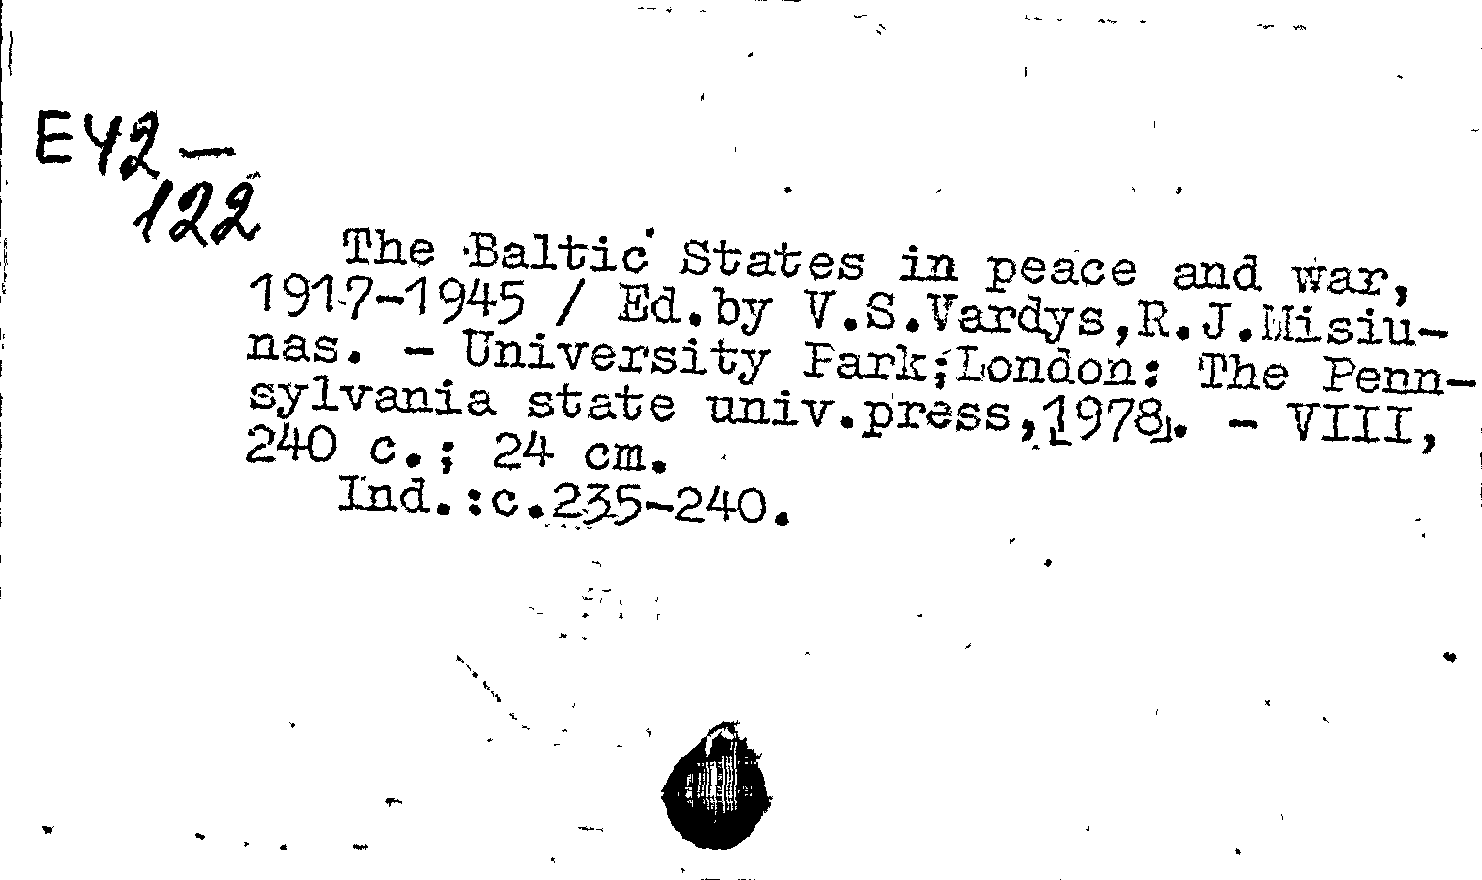 E42-
122
The Baltic States in peace and war,
1917-1945 / Ed.by V.S.Vardys,R.J.Misiu-
nas. - University Park;London: The Penn-
sylvania state univ.press,[1978]. - VIII,
240 c.; 24 cm.
Ind.:c.235-240.